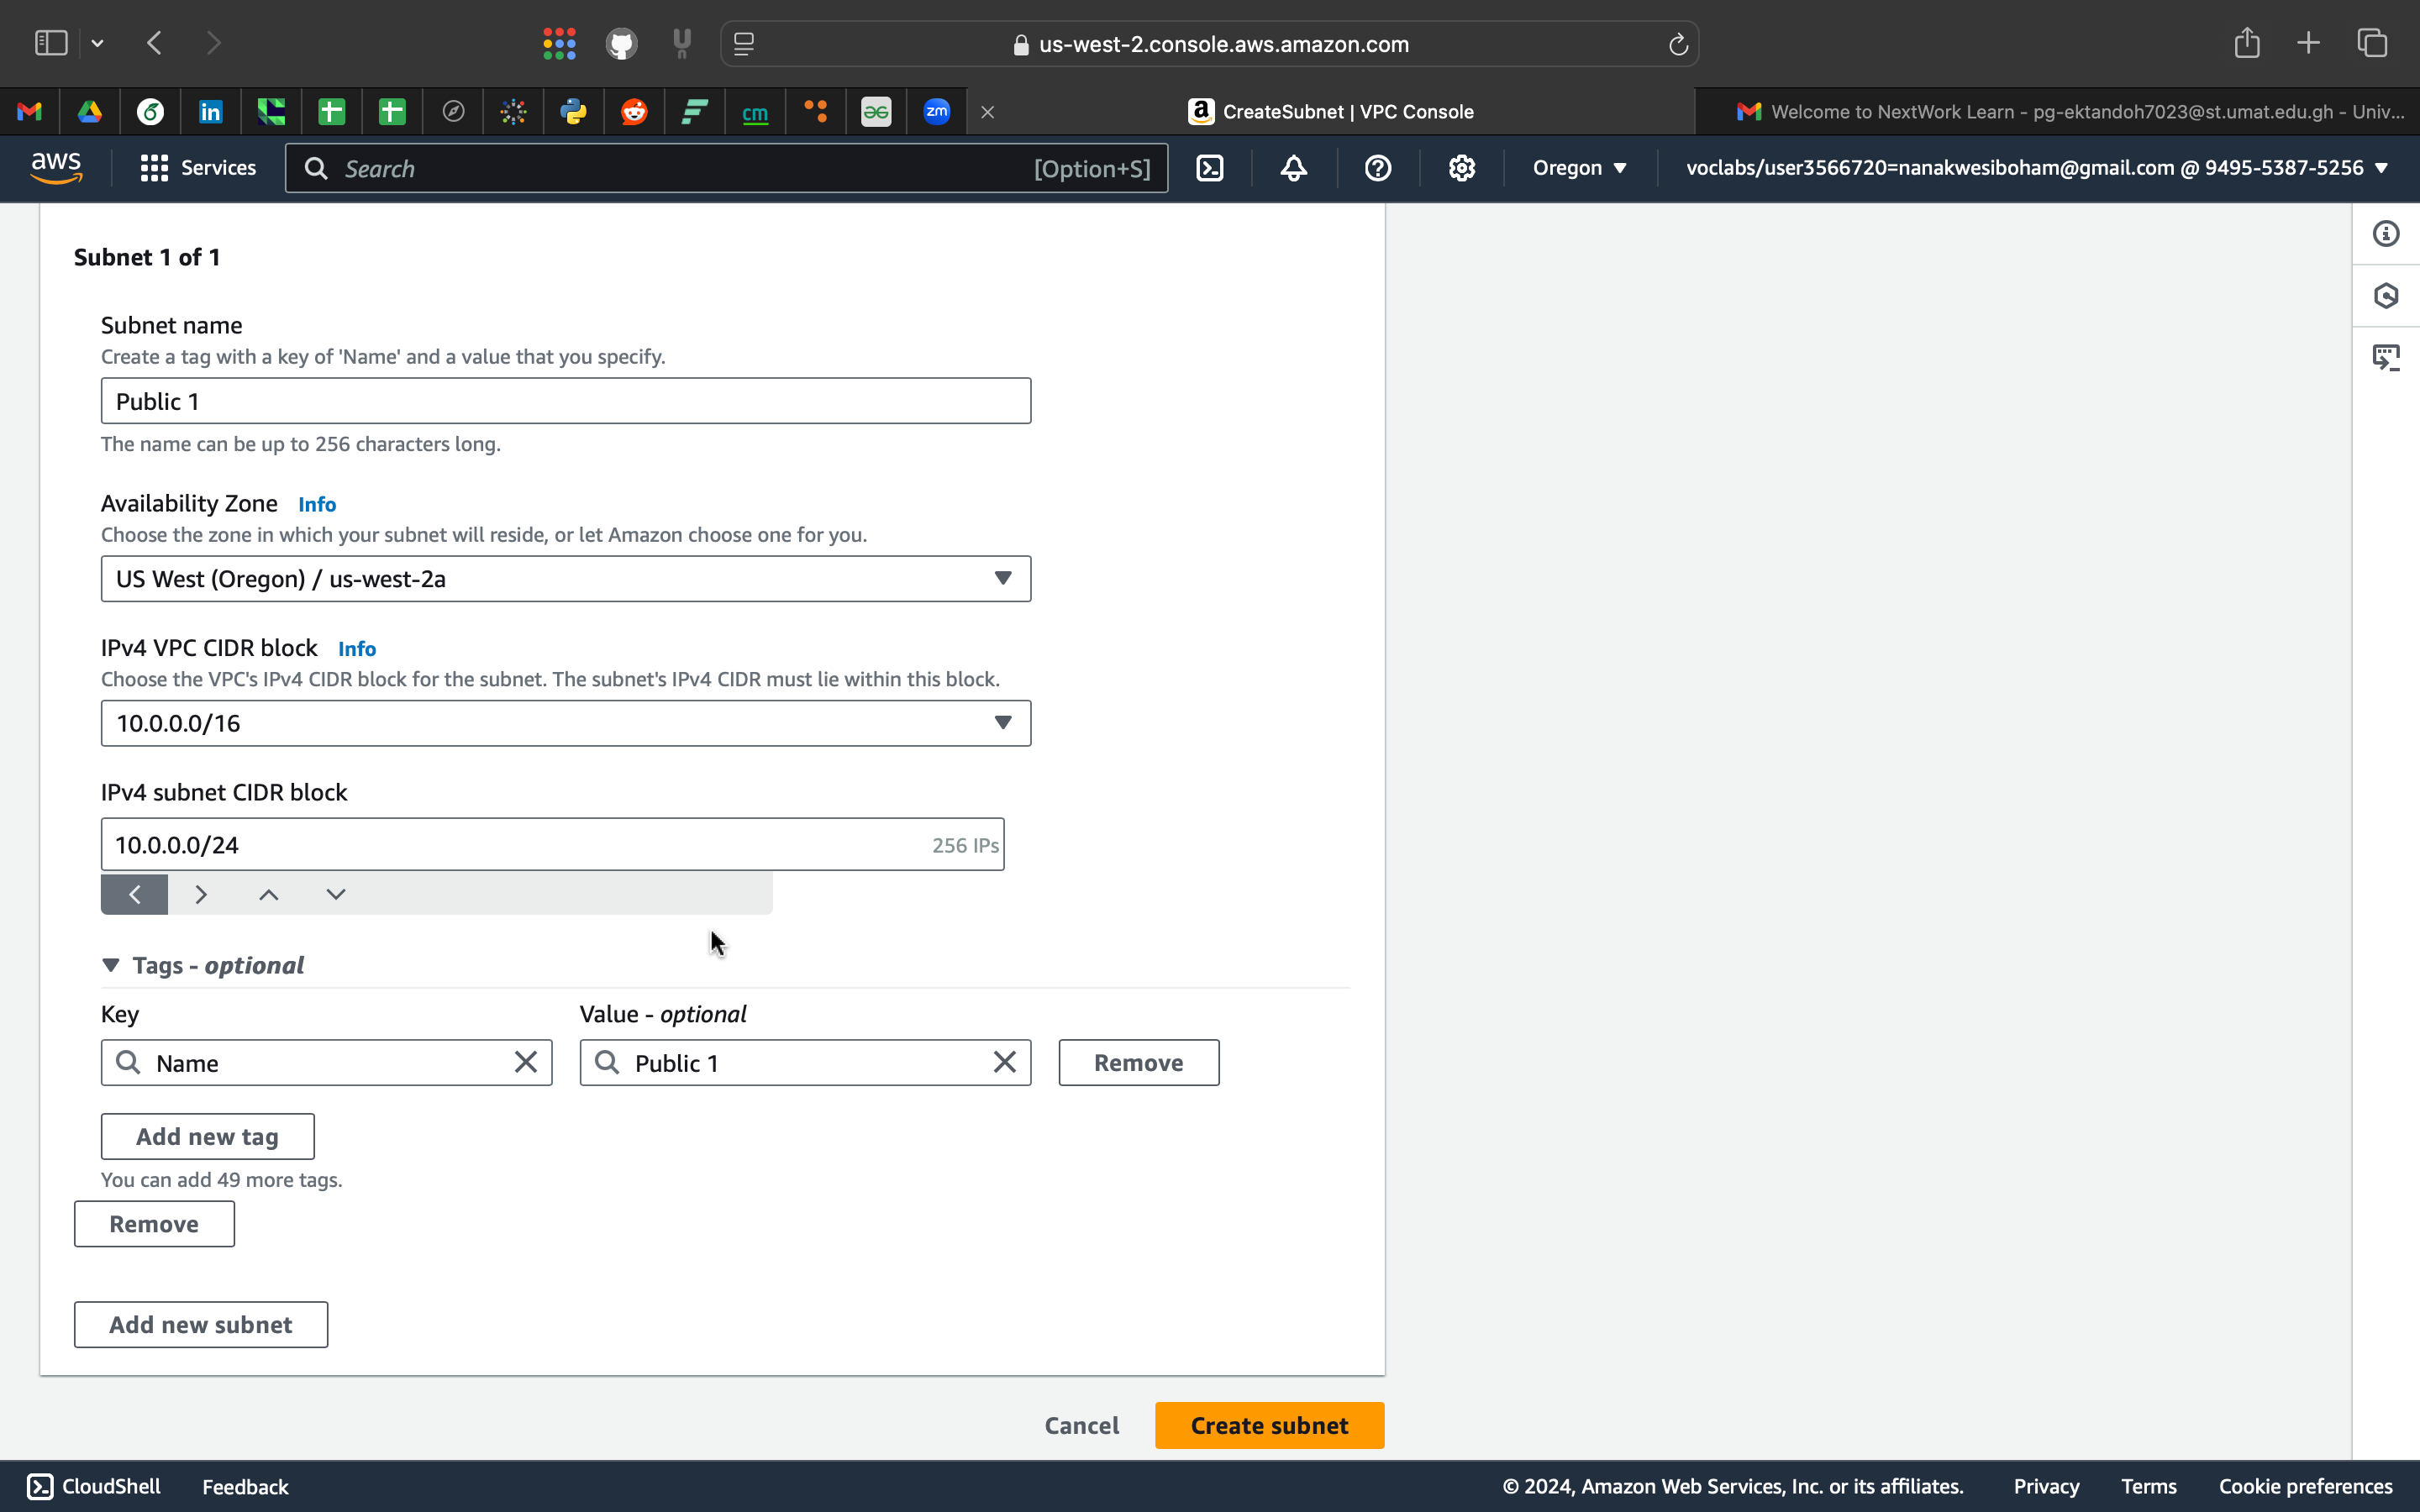 us-west-2.console.aws.amazon.com
in
cm
zm
CreateSubnet | VPC Console
Welcome to NextWork Learn - pg-ektandoh7023@st.umat.edu.gh - Univ...
aws
Services
Search
[Option+S]
Oregon
voclabs/user3566720=nanakwesiboham@gmail.com @ 9495-5387-5256
Subnet 1 of 1
Subnet name
Create a tag with a key of 'Name' and a value that you specify.
Public 1
The name can be up to 256 characters long.
Availability Zone Info
Choose the zone in which your subnet will reside, or let Amazon choose one for you.
US West (Oregon) / us-west-2a
IPv4 VPC CIDR block Info
Choose the VPC's IPv4 CIDR block for the subnet. The subnet's IPv4 CIDR must lie within this block.
10.0.0.0/16
IPv4 subnet CIDR block
10.0.0.0/24 256 IPs
Tags - optional
Key Value - optional
Name Public 1 Remove
Add new tag
You can add 49 more tags.
Remove
Add new subnet
Cancel Create subnet
CloudShell Feedback © 2024, Amazon Web Services, Inc. or its affiliates. Privacy Terms Cookie preferences